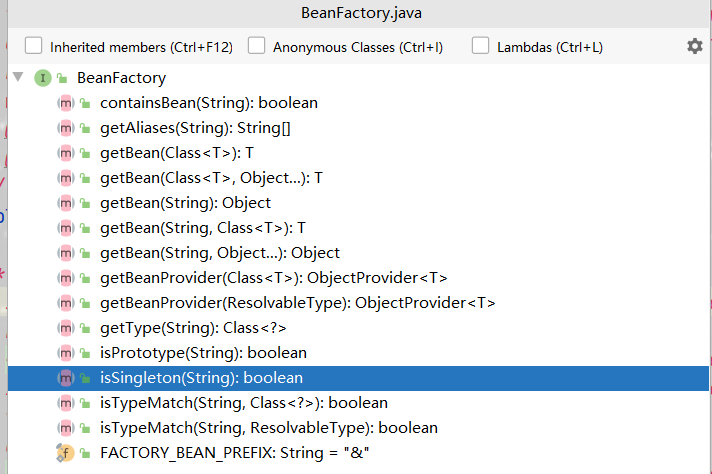 BeanFactory.java
Inherited members (Ctrl+F12) Anonymous Classes (Ctrl+I) Lambdas (Ctrl+L)
I BeanFactory
m containsBean(String): boolean
m getAliases(String): String[]
m getBean(Class<T>): T
m getBean(Class<T>, Object...): T
m getBean(String): Object
m getBean(String, Class<T>): T
m getBean(String, Object...): Object
m getBeanProvider(Class<T>): ObjectProvider<T>
m getBeanProvider(ResolvableType): ObjectProvider<T>
m getType(String): Class<?>
m isPrototype(String): boolean
m isSingleton(String): boolean
m isTypeMatch(String, Class<?>): boolean
m isTypeMatch(String, ResolvableType): boolean
f FACTORY_BEAN_PREFIX: String = "&"